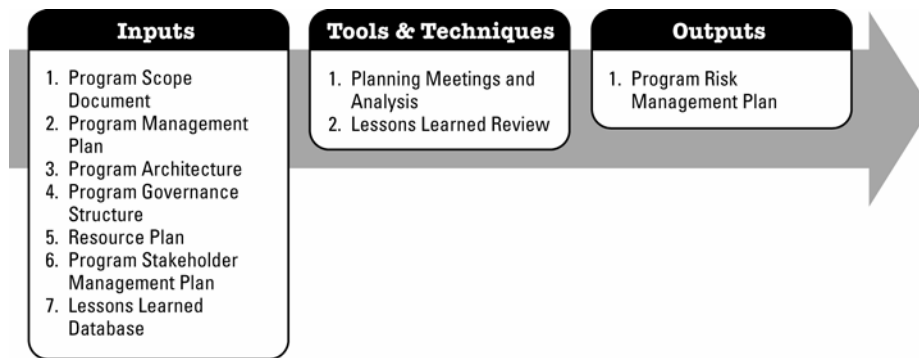 Inputs
1. Program Scope
Document
2. Program Management
Plan
3. Program Architecture
4. Program Governance
Structure
5. Resource Plan
6. Program Stakeholder
Management Plan
7. Lessons Learned
Database
Tools & Techniques
1. Planning Meetings and
Analysis
2. Lessons Learned Review
Outputs
1. Program Risk
Management Plan